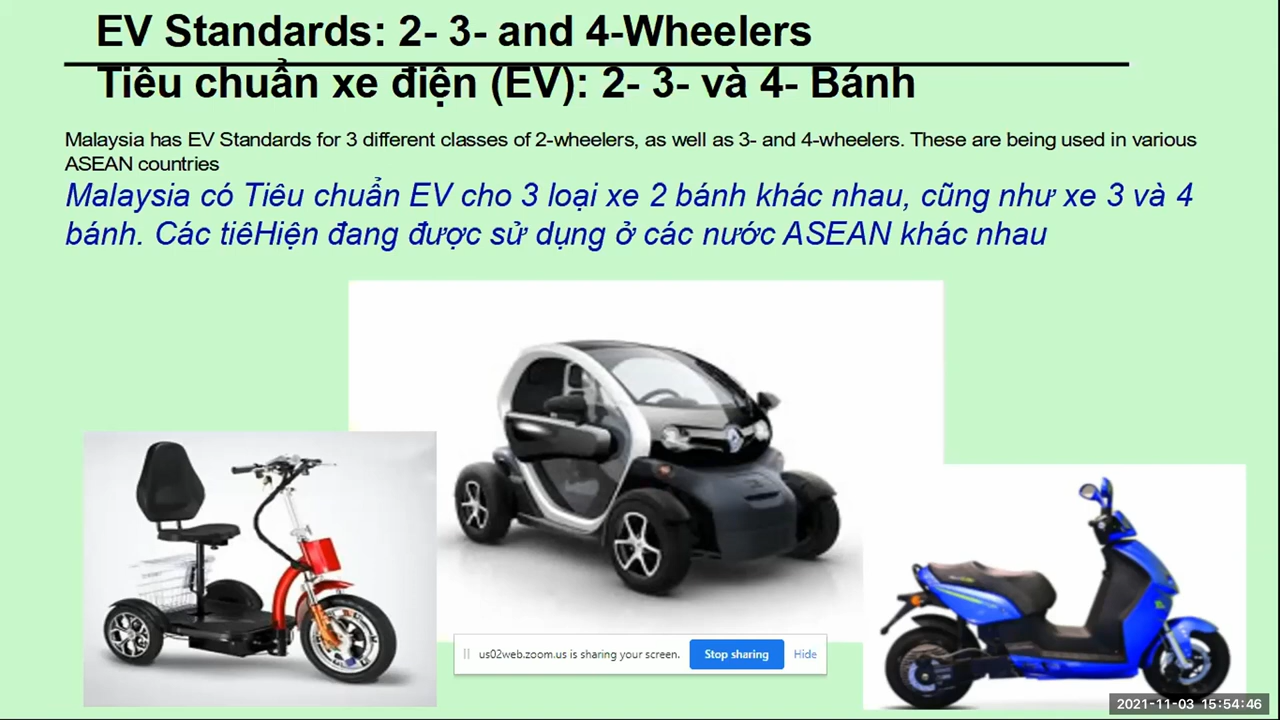 EV Standards: 2- 3- and 4-Wheelers
Tiêu chuẩn xe điện (EV): 2- 3- và 4- Bánh
Malaysia has EV Standards for 3 different classes of 2-wheelers, as well as 3- and 4-wheelers. These are being used in various
ASEAN countries
Malaysia có Tiêu chuẩn EV cho 3 loại xe 2 bánh khác nhau, cũng như xe 3 và 4
bánh. Các tiêHiện đang được sử dụng ở các nước ASEAN khác nhau
us02web.zoom.us is sharing your screen. Stop sharing Hide
2021-11-03 15:54:46